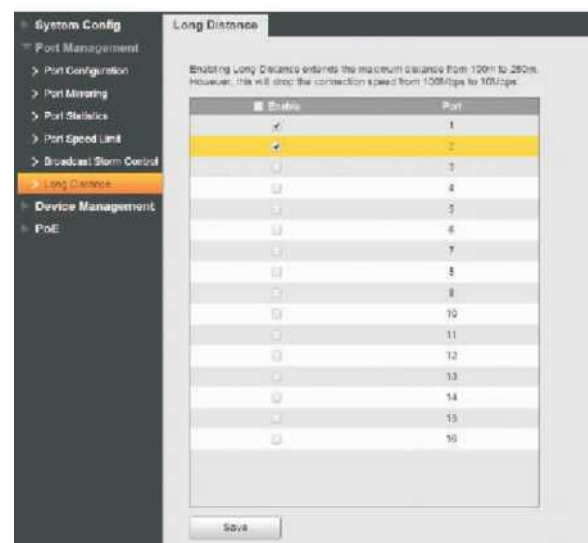 System Config
Port Management
Port Configuration
Port Mirroring
Port Statistics
Port Speed Limit
Broadcast Storm Control
Long Distance
Device Management
PoE
Long Distance
Enabling Long Distance extends the maximum distance from 100m to 250m.
However, this will drop the connection speed from 100Mbps to 10Mbps.
Enable Port
1
2
3
4
5
6
7
8
9
10
11
12
13
14
15
16
Save